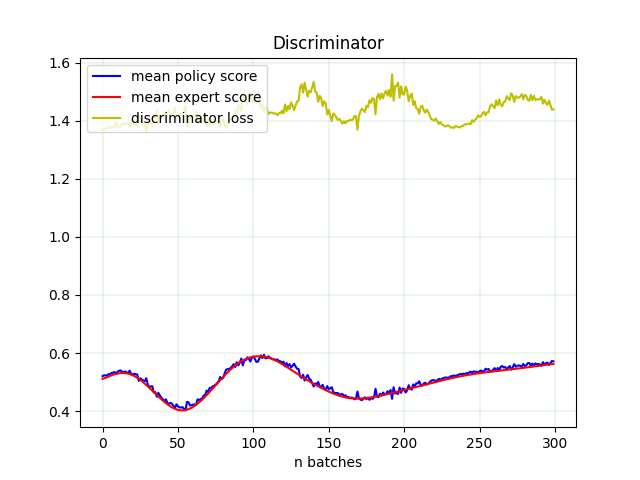 Discriminator
mean policy score
mean expert score
discriminator loss
1.6
1.4
1.2
1.0
0.8
0.6
0.4
0 50 100 150 200 250 300
n batches